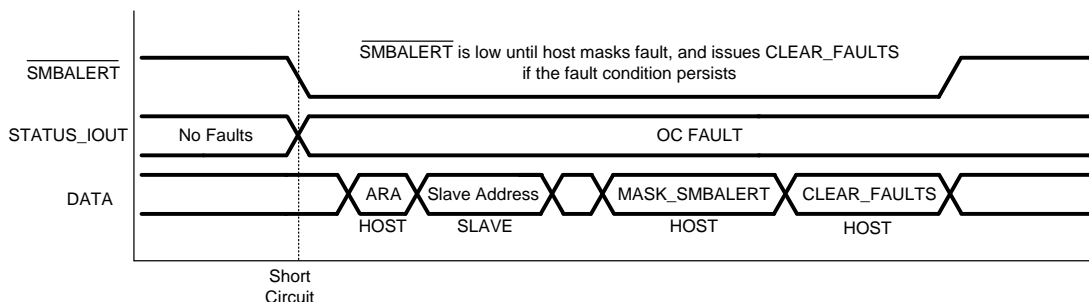 SMBALERT is low until host masks fault, and issues CLEAR_FAULTS
if the fault condition persists
SMBALERT
STATUS_IOUT
No Faults
OC FAULT
DATA
ARA
Slave Address
MASK_SMBALERT
CLEAR_FAULTS
HOST
SLAVE
HOST
HOST
Short
Circuit